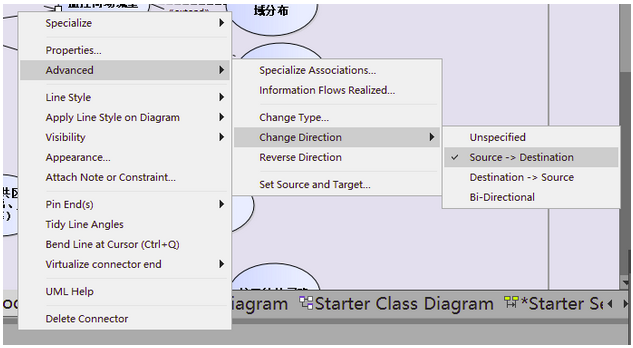 域分布
Specialize
Properties...
Advanced
Line Style
Apply Line Style on Diagram
Visibility
Appearance...
Attach Note or Constraint...
Pin End(s)
Tidy Line Angles
Bend Line at Cursor (Ctrl+Q)
Virtualize connector end
UML Help
Delete Connector
Specialize Associations...
Information Flows Realized...
Change Type...
Change Direction
Reverse Direction
Set Source and Target...
Unspecified
Source -> Destination
Destination -> Source
Bi-Directional
iagram Starter Class Diagram *Starter Se